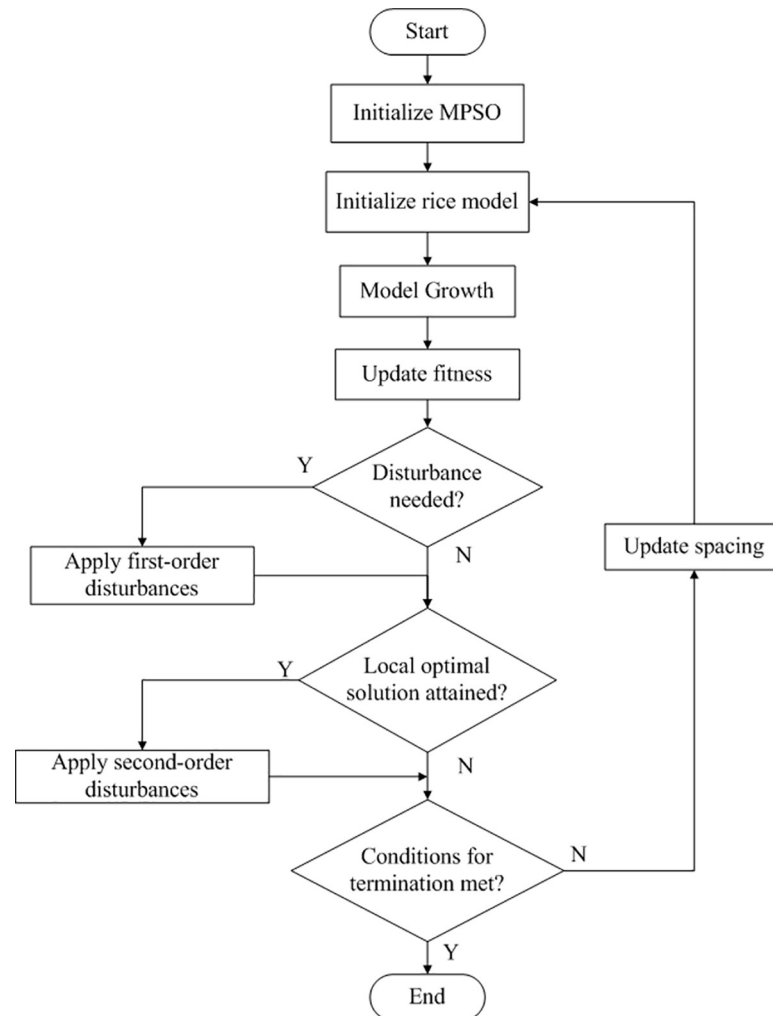 Start
Initialize MPSO
Initialize rice model
Model Growth
Update fitness
Y
Disturbance
needed?
N
Apply first-order
disturbances
Update spacing
Y
Local optimal
solution attained?
N
Apply second-order
disturbances
Conditions for
termination met?
N
Y
End